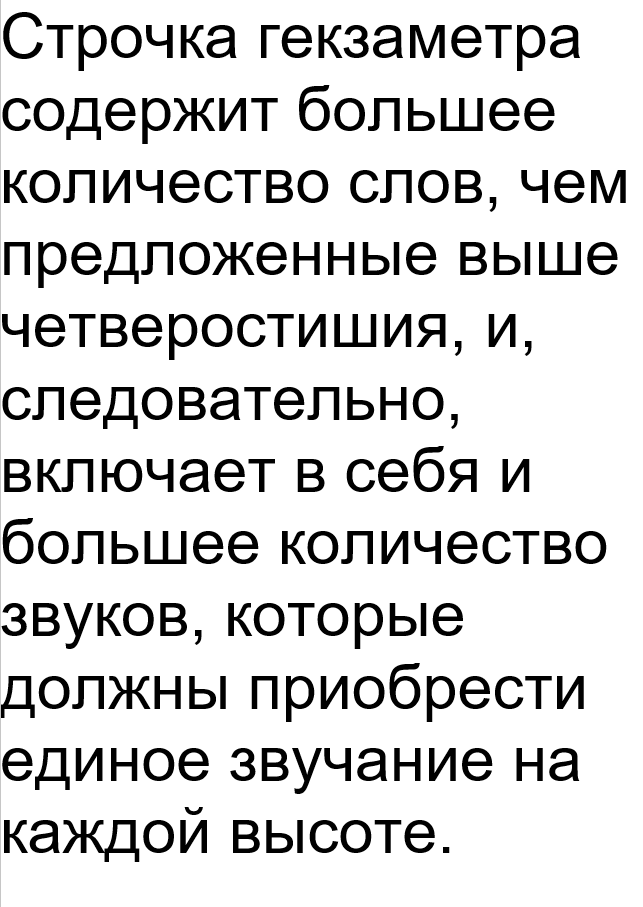 Строчка гекзаметра
содержит большее
количество слов, чем
предложенные выше
четверостишия, и,
следовательно,
включает в себя и
большее количество
звуков, которые
должны приобрести
единое звучание на
каждой высоте.